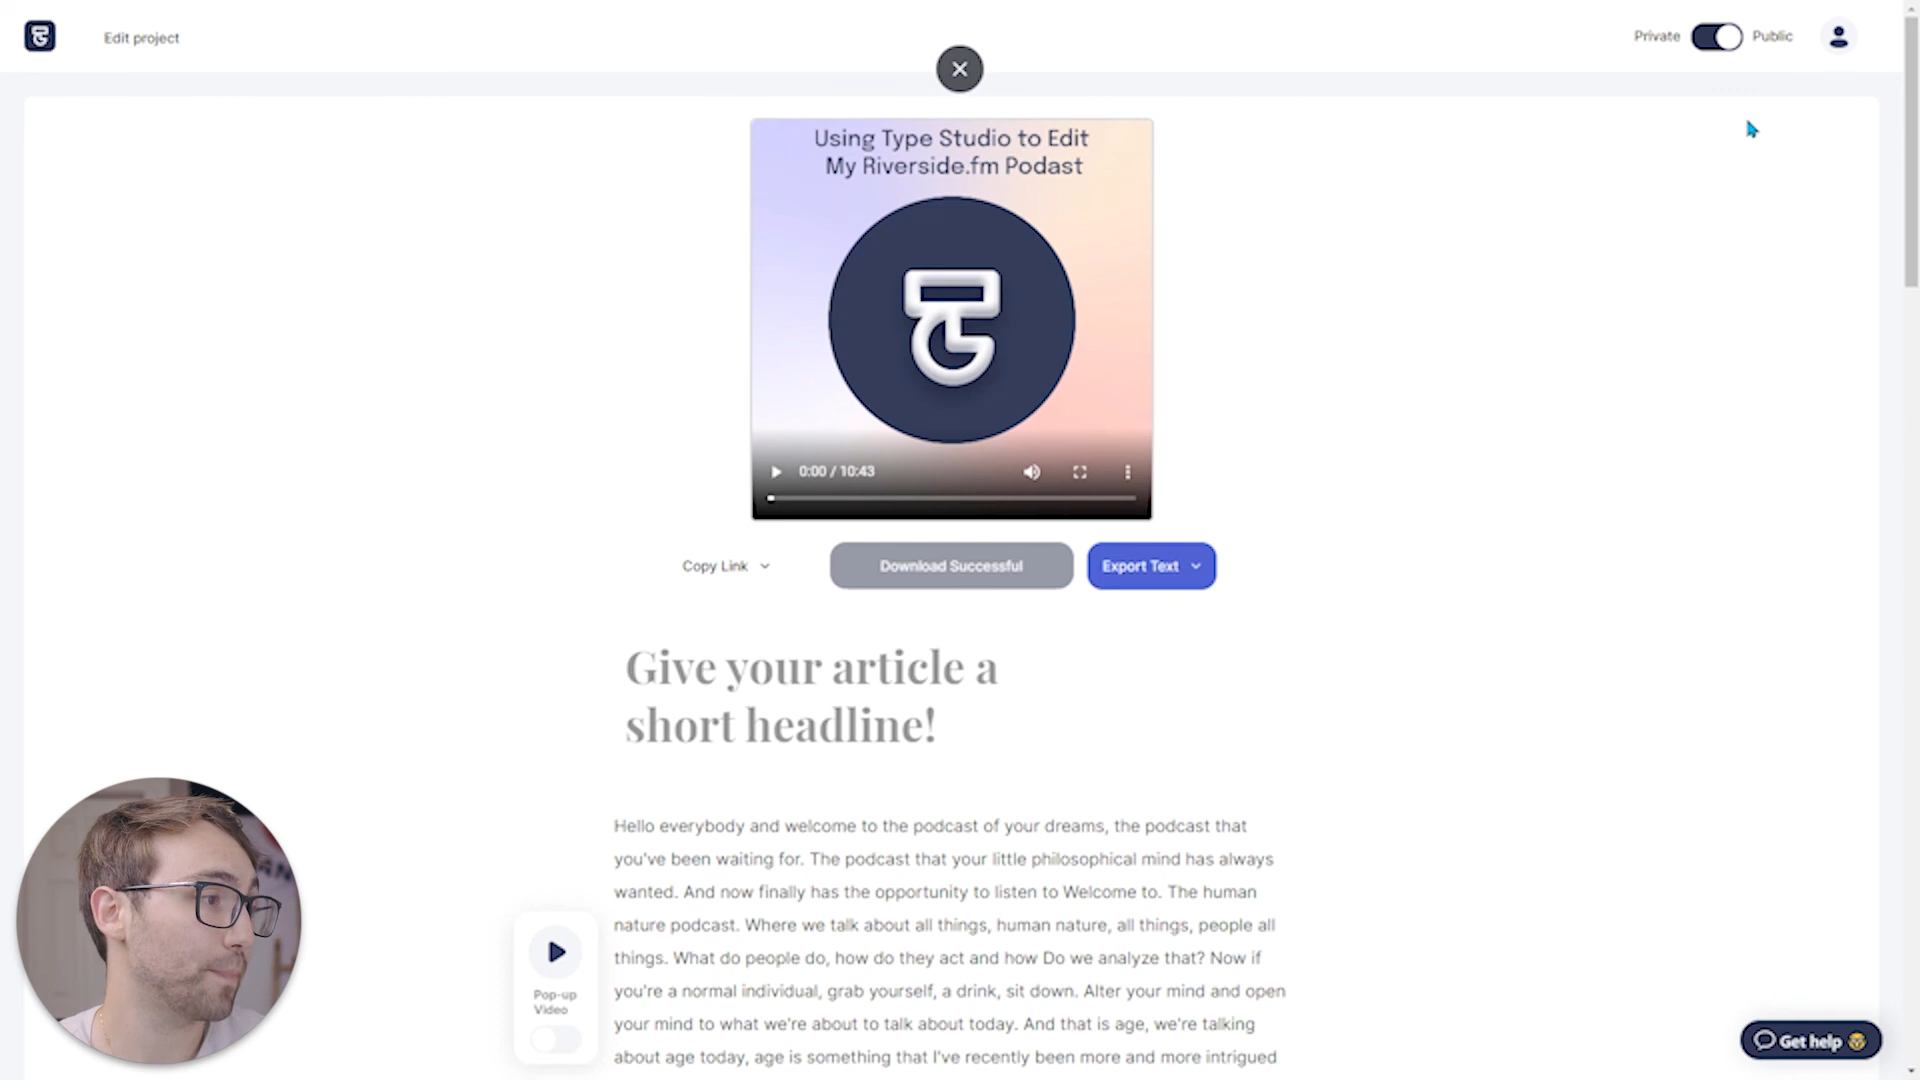 Edit project
Private
Public
Using Type Studio to Edit
My Riverside.fm Podast
0:00 / 10:43
Copy Link
Download Successful
Export Text
Give your article a
short headline!
Hello everybody and welcome to the podcast of your dreams, the podcast that
you've been waiting for. The podcast that your little philosophical mind has always
wanted. And now finally has the opportunity to listen to Welcome to. The human
nature podcast. Where we talk about all things, human nature, all things, people all
things. What do people do, how do they act and how Do we analyze that? Now if
you're a normal individual, grab yourself, a drink, sit down. Alter your mind and open
your mind to what we're about to talk about today. And that is age, we're talking
about age today, age is something that I've recently been more and more intrigued
Pop-up
Video
Get help